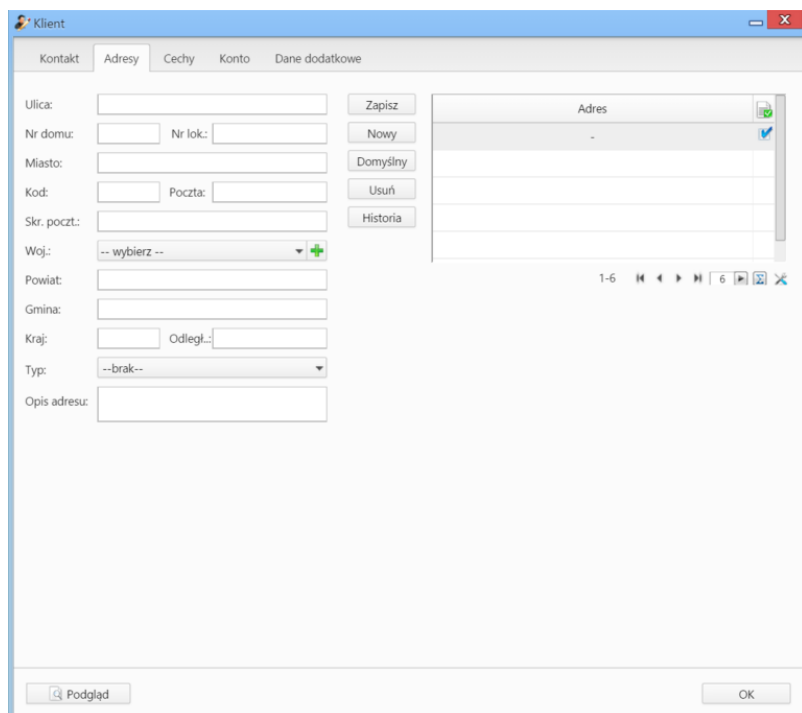 Klient
Kontakt Adresy Cechy Konto Dane dodatkowe
Ulica: Zapisz Adres
Nr domu: Nr lok.: Nowy -
Miasto: Domyślny
Kod: Poczta: Usuń
Skr. poczt.: Historia
Woj.: -- wybierz --
Powiat: 1-6 6
Gmina:
Kraj: Odległ..:
Typ: --brak--
Opis adresu:
Podgląd OK